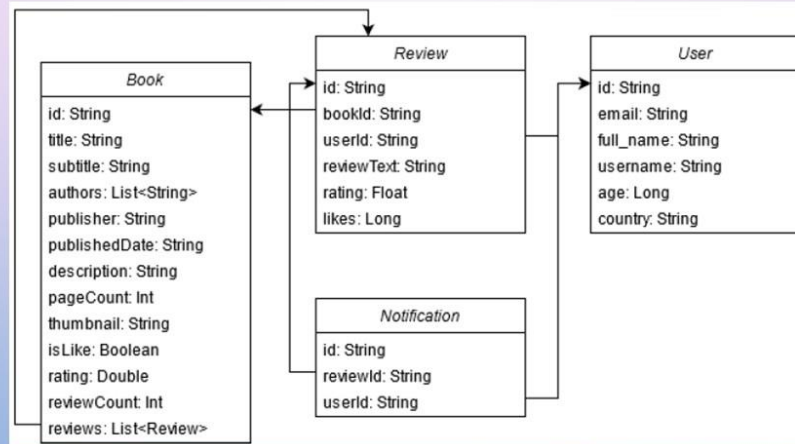 Book
id: String
title: String
subtitle: String
authors: List<String>
publisher: String
publishedDate: String
description: String
pageCount: Int
thumbnail: String
isLike: Boolean
rating: Double
reviewCount: Int
reviews: List<Review>
Review
id: String
bookId: String
userId: String
reviewText: String
rating: Float
likes: Long
Notification
id: String
reviewId: String
userId: String
User
id: String
email: String
full_name: String
username: String
age: Long
country: String